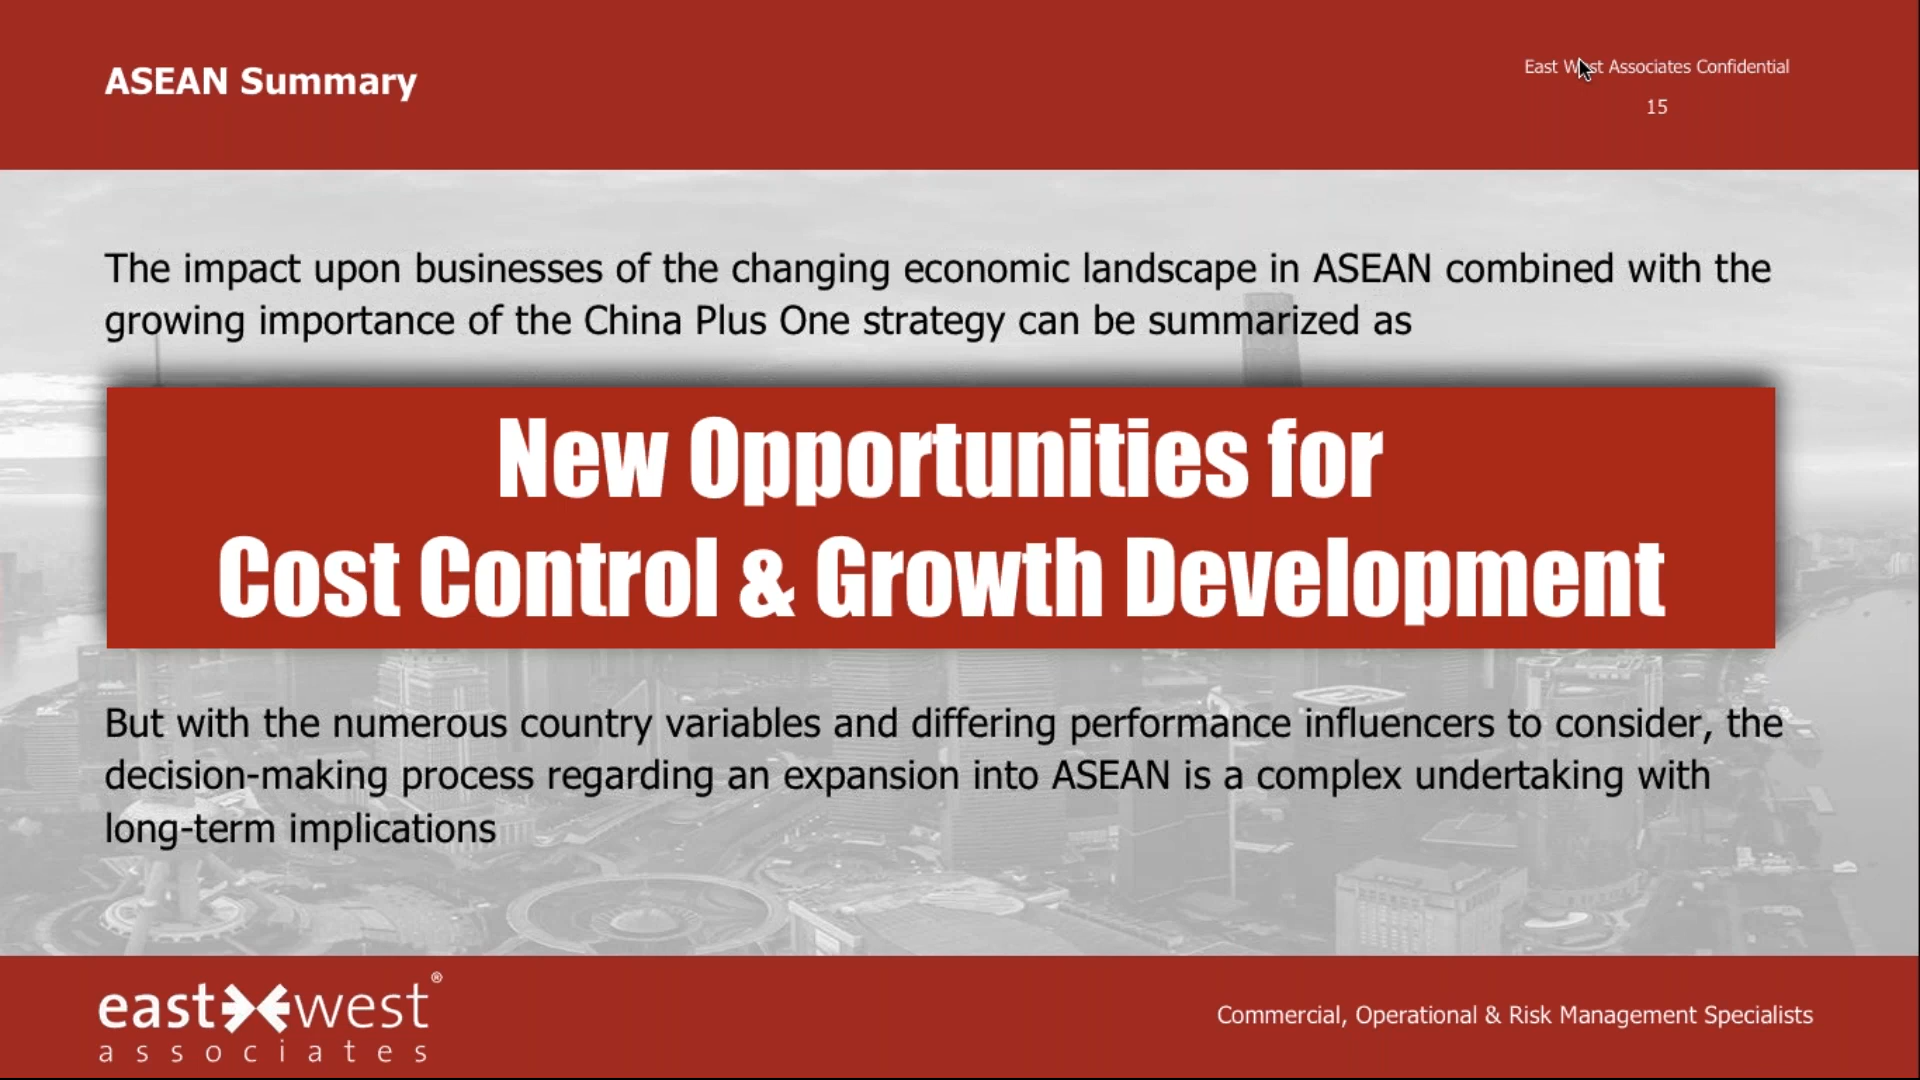 ASEAN Summary
East West Associates Confidential
15
The impact upon businesses of the changing economic landscape in ASEAN combined with the
growing importance of the China Plus One strategy can be summarized as
New Opportunities for
Cost Control & Growth Development
But with the numerous country variables and differing performance influencers to consider, the
decision-making process regarding an expansion into ASEAN is a complex undertaking with
long-term implications
east west®
associates
Commercial, Operational & Risk Management Specialists